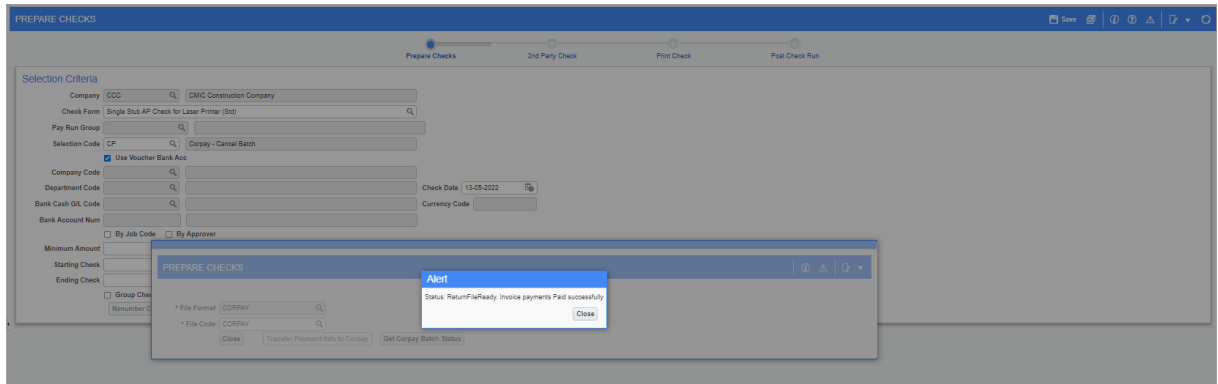 PREPARE CHECKS Save
Prepare Checks 2nd Party Check Print Check Post Check Run
Selection Criteria
Company CCC CMiC Construction Company
Check Form Single Stub AP Check for Laser Printer (Std)
Pay Run Group
Selection Code CP Corpay - Cancel Batch
Use Voucher Bank Acc
Company Code
Department Code Check Date 13-05-2022
Bank Cash G/L Code Currency Code
Bank Account Num
By Job Code By Approver
Minimum Amount
Starting Check
Ending Check
Group Chec
Renumber C
PREPARE CHECKS
* File Format CORPAY
* File Code CORPAY
Close Transfer Payment Info to Corpay Get Corpay Batch Status
Alert
Status: ReturnFileReady. Invoice payments Paid successfully
Close